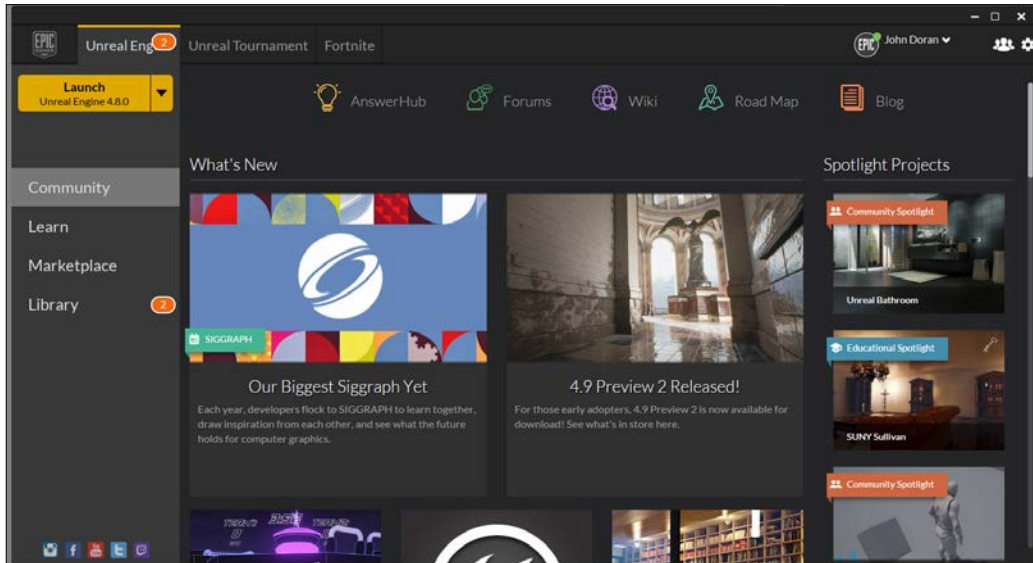 EPIC
Unreal Eng
2
Unreal Tournament
Fortnite
EPIC
John Doran
Launch
Unreal Engine 4.8.0
AnswerHub
Forums
Wiki
Road Map
Blog
Community
Learn
Marketplace
Library
2
What's New
Spotlight Projects
SIGGRAPH
Our Biggest Siggraph Yet
Each year, developers flock to SIGGRAPH to learn together,
draw inspiration from each other, and see what the future
holds for computer graphics.
4.9 Preview 2 Released!
For those early adopters, 4.9 Preview 2 is now available for
download! See what's in store here.
Community Spotlight
Unreal Bathroom
Educational Spotlight
SUNY Sullivan
Community Spotlight